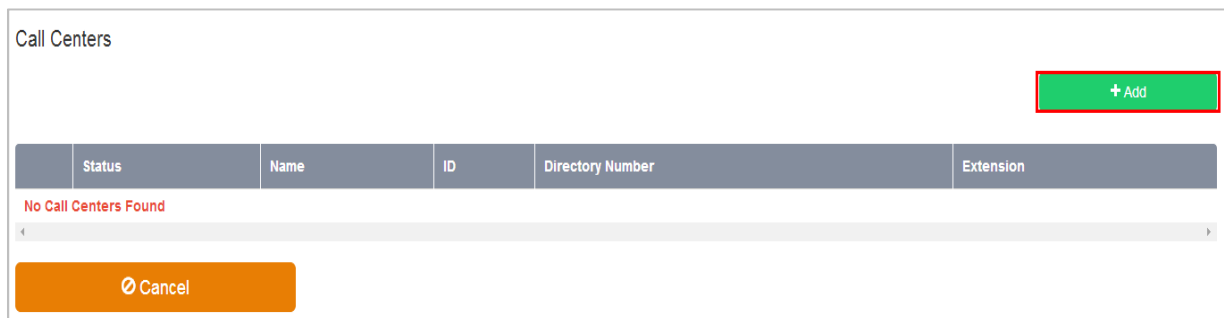 Call Centers
+ Add
Status Name ID Directory Number Extension
No Call Centers Found
Cancel